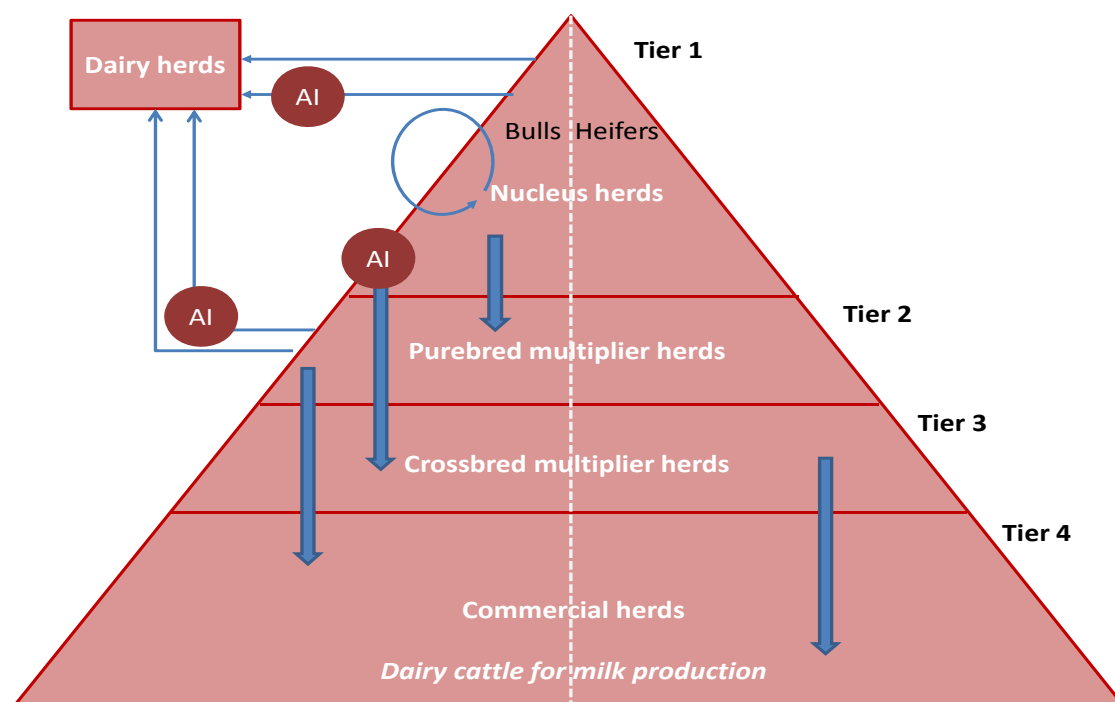 Tier 1
Dairy herds
AI
Bulls Heifers
Nucleus herds
AI
AI
Tier 2
Purebred multiplier herds
Tier 3
Crossbred multiplier herds
Tier 4
Commercial herds
Dairy cattle for milk production